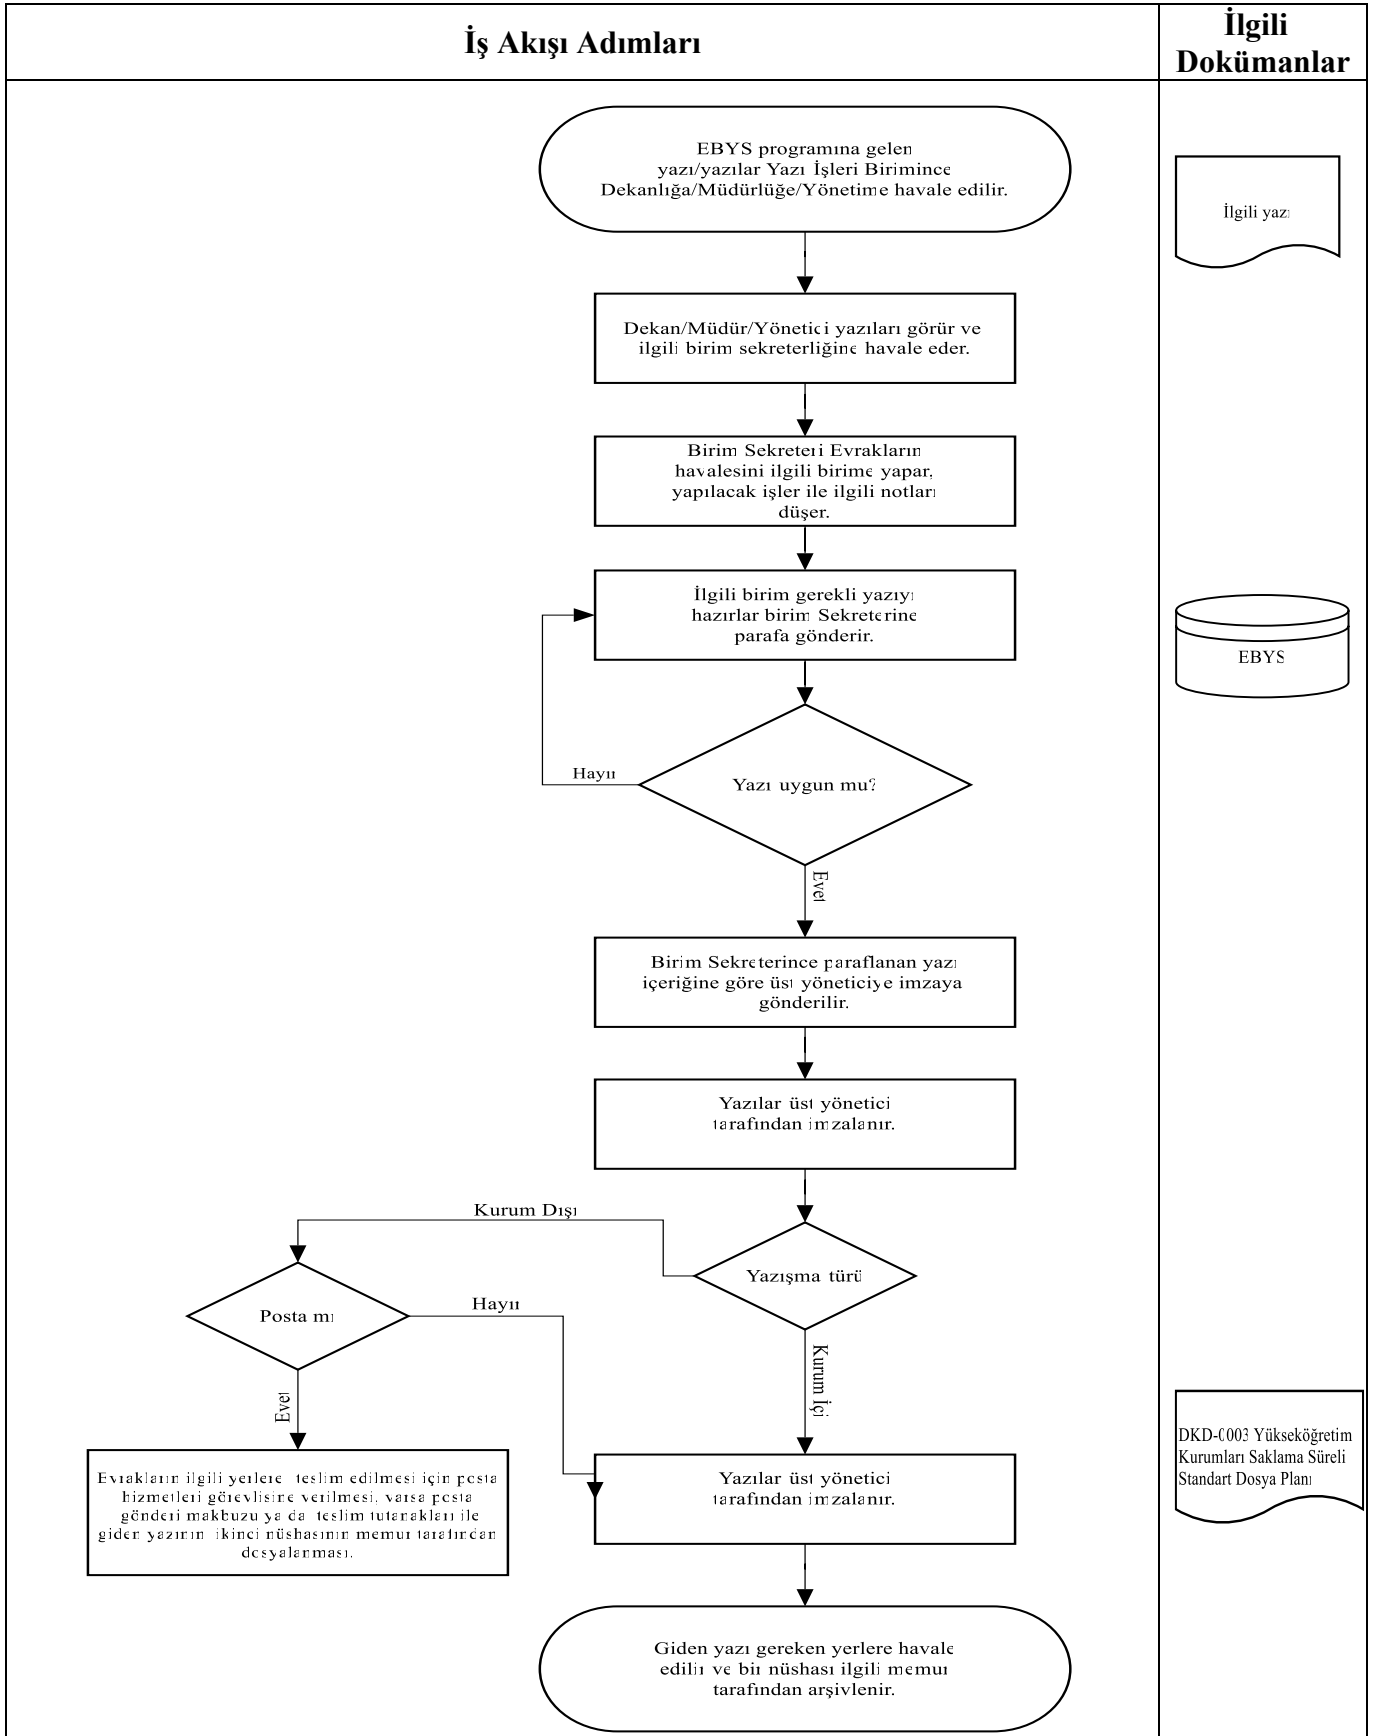 İş Akışı Adımları
İlgili
Dokümanlar
EBYS programına gelen
yazı/yazılar Yazı İşleri Birimince
Dekanlığa/Müdürlüğe/Yönetime havale edilir.
İlgili yazı
Dekan/Müdür/Yönetici yazıları görür ve
ilgili birim sekreterliğine havale eder.
Birim Sekreteri Evrakların
havalesini ilgili birime yapar,
yapılacak işler ile ilgili notları
düşer.
İlgili birim gerekli yazıyı
hazırlar birim Sekreterine
parafa gönderir.
EBYS
Hayır
Yazı uygun mu?
Evet
Birim Sekreterince paraflanan yazı
içeriğine göre üst yöneticiye imzaya
gönderilir.
Yazılar üst yönetici
tarafından imzalanır.
Kurum Dışı
Yazışma türü
Hayır
Posta mı
Kurum İçi
Evet
DKD-0003 Yükseköğretim
Kurumları Saklama Süreli
Standart Dosya Planı
Evrakların ilgili yerlere teslim edilmesi için posta
hizmetleri görevlisine verilmesi, varsa posta
gönderi makbuzu ya da teslim tutanakları ile
giden yazının ikinci nüshasının memur tarafından
dosyalanması.
Yazılar üst yönetici
tarafından imzalanır.
Giden yazı gereken yerlere havale
edilir ve bir nüshası ilgili memur
tarafından arşivlenir.